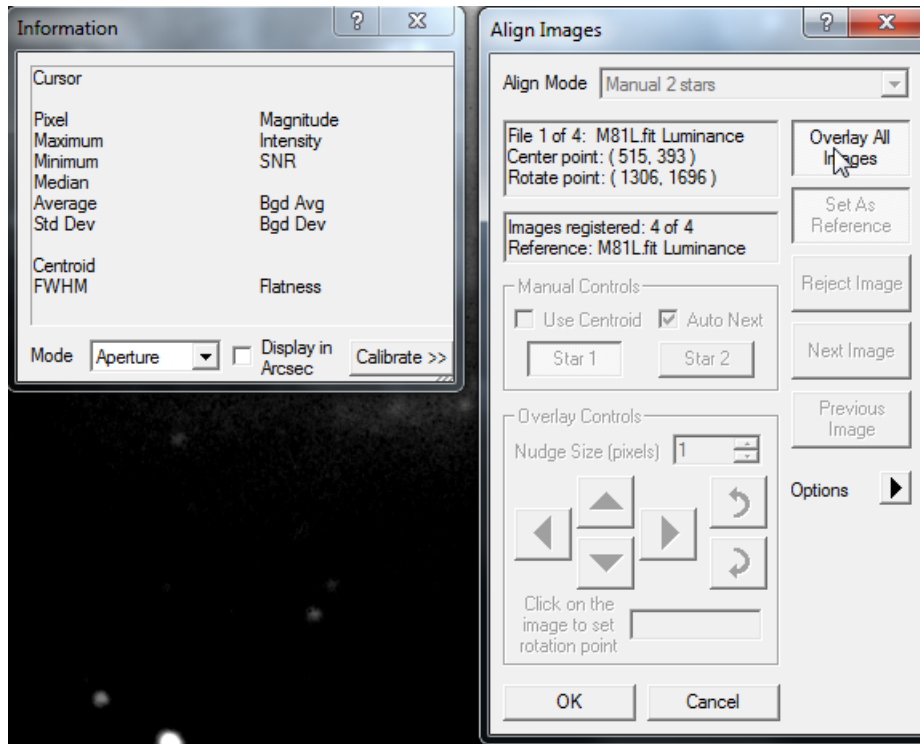 Information
Cursor
Pixel Magnitude
Maximum Intensity
Minimum SNR
Median
Average Bgd Avg
Std Dev Bgd Dev
Centroid
FWHM Flatness
Mode Aperture Display in Arcsec Calibrate >>
Align Images
Align Mode Manual 2 stars
File 1 of 4: M81L.fit Luminance
Center point: ( 515, 393 )
Rotate point: ( 1306, 1696 )
Images registered: 4 of 4
Reference: M81L.fit Luminance
Manual Controls
Use Centroid Auto Next
Star 1 Star 2
Overlay Controls
Nudge Size (pixels) 1
Click on the
image to set
rotation point
OK Cancel
Overlay All
Images
Set As
Reference
Reject Image
Next Image
Previous
Image
Options